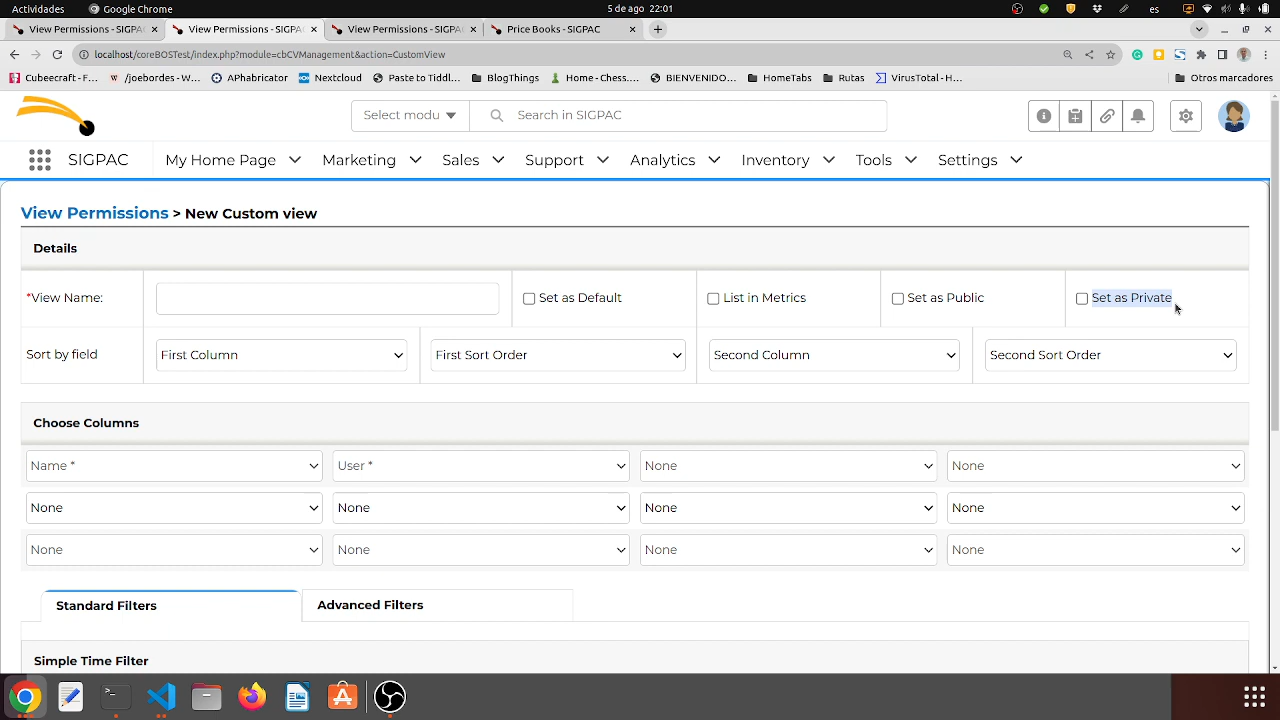 Actividades
Google Chrome
5 de ago 22:01
es
View Permissions - SIGPAC
View Permissions - SIGPAC
View Permissions - SIGPAC
Price Books - SIGPAC
localhost/coreBOSTest/index.php?module=cbCVManagement&action=CustomView
Cubecraft - F...
/joebordes - W...
APhabricator
Nextcloud
Paste to Tiddl...
BlogThings
Home - Chess....
BIENVENIDO...
HomeTabs
Rutas
VirusTotal - H...
Otros marcadores
Select modu
Search in SIGPAC
SIGPAC
My Home Page
Marketing
Sales
Support
Analytics
Inventory
Tools
Settings
View Permissions > New Custom view
Details
*View Name:
Set as Default
List in Metrics
Set as Public
Set as Private
Sort by field
First Column
First Sort Order
Second Column
Second Sort Order
Choose Columns
Name *
User *
None
None
None
None
None
None
None
None
None
None
Standard Filters
Advanced Filters
Simple Time Filter